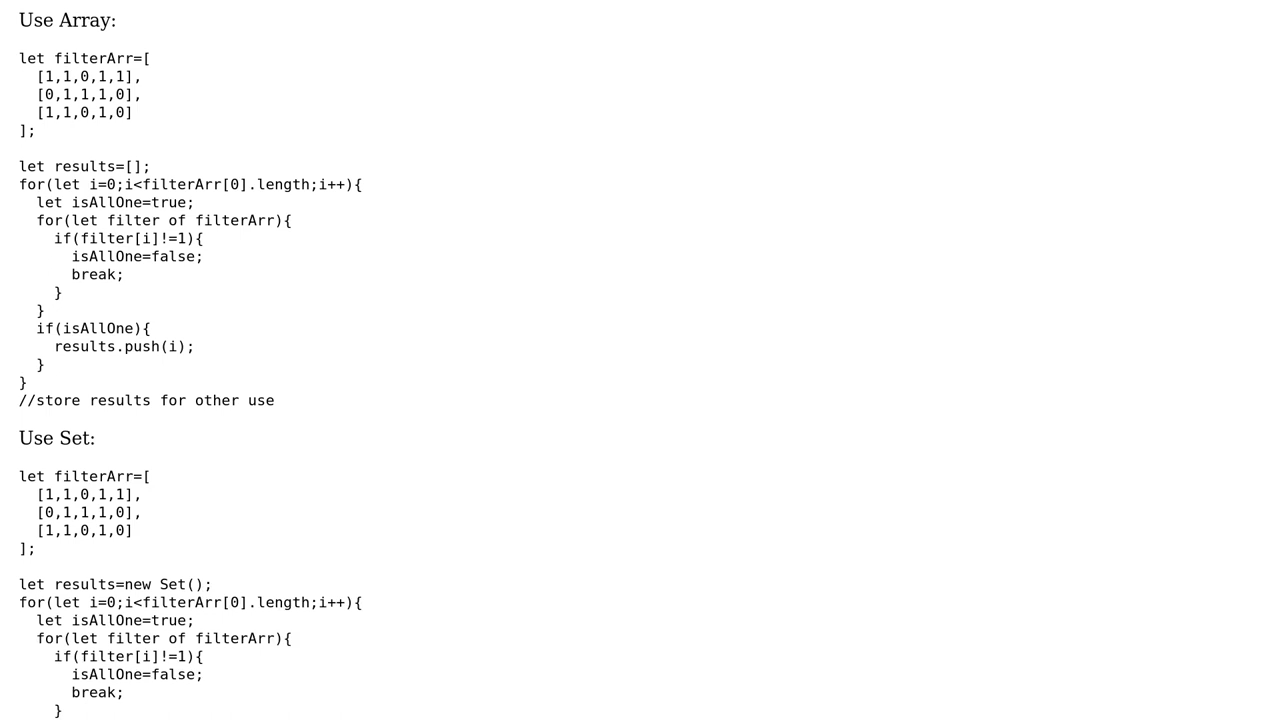 Use Array:
let filterArr=[
  [1,1,0,1,1],
  [0,1,1,1,0],
  [1,1,0,1,0]
];
let results=[];
for(let i=0;i<filterArr[0].length;i++){
  let isAllOne=true;
  for(let filter of filterArr){
    if(filter[i]!=1){
      isAllOne=false;
      break;
    }
  }
  if(isAllOne){
    results.push(i);
  }
}
//store results for other use
Use Set:
let filterArr=[
  [1,1,0,1,1],
  [0,1,1,1,0],
  [1,1,0,1,0]
];
let results=new Set();
for(let i=0;i<filterArr[0].length;i++){
  let isAllOne=true;
  for(let filter of filterArr){
    if(filter[i]!=1){
      isAllOne=false;
      break;
    }